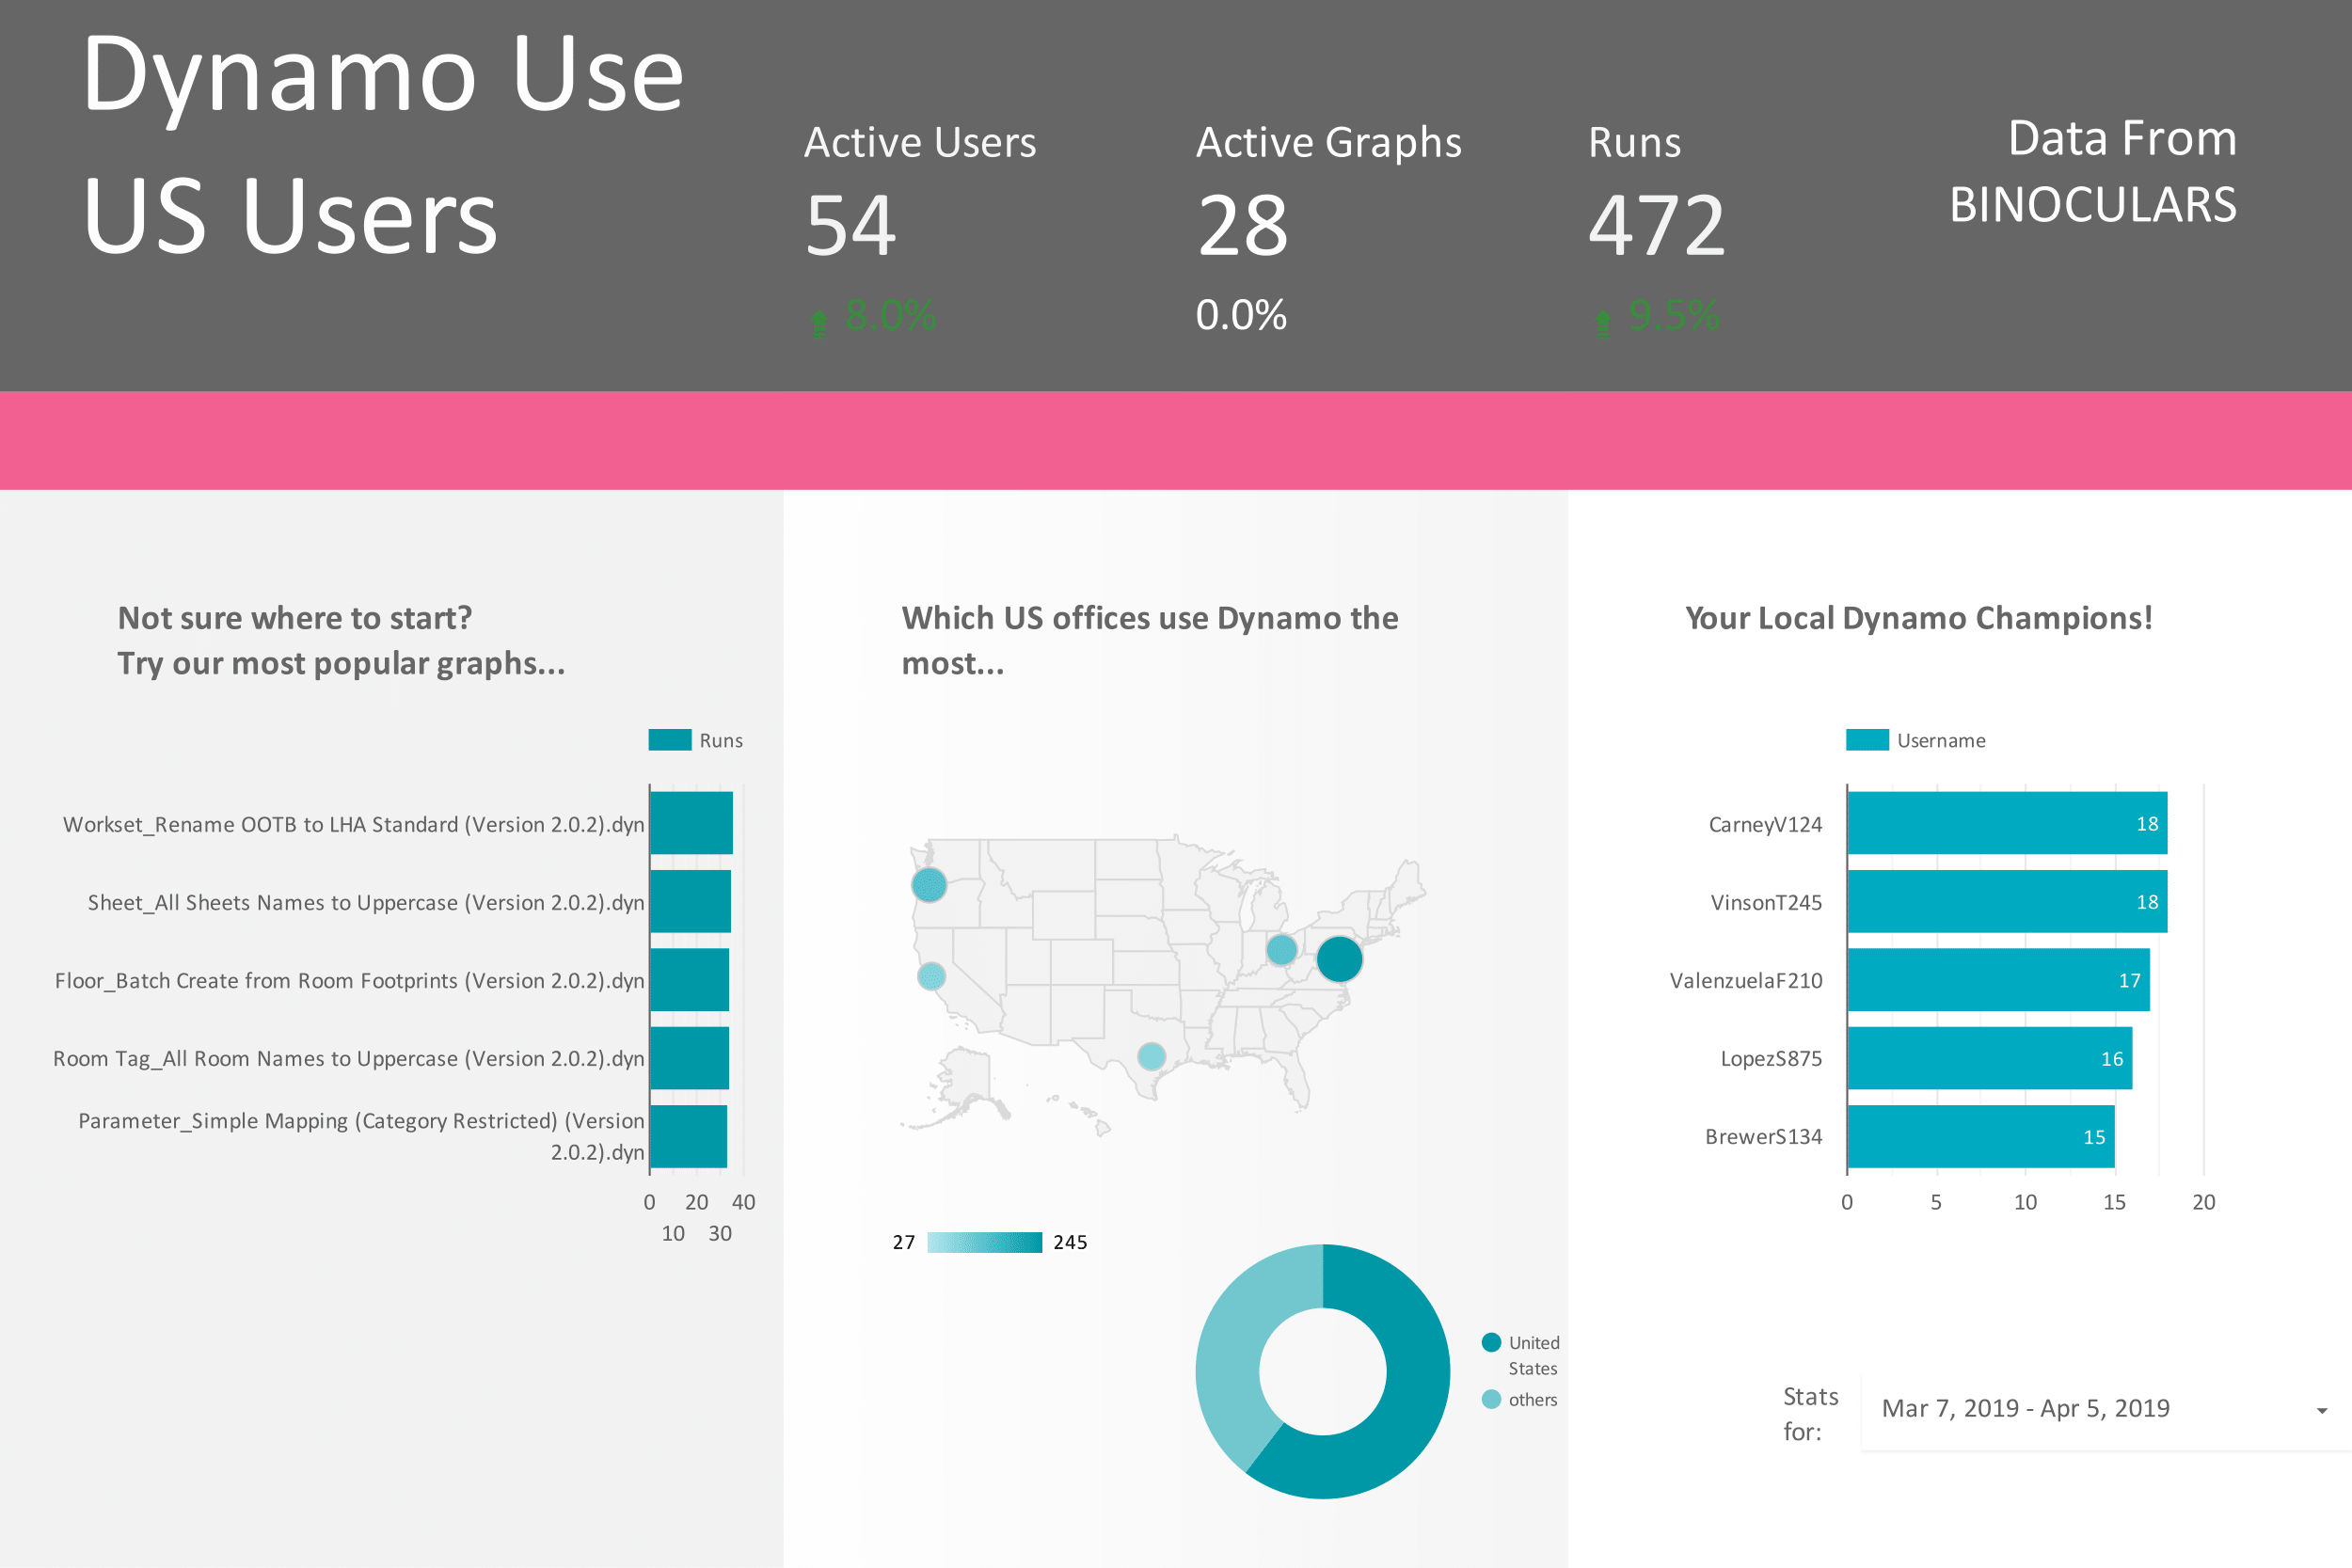 Dynamo Use
US Users
Active Users
54
8.0%
Active Graphs
28
0.0%
Runs
472
9.5%
Data From
BINOCULARS
Not sure where to start?
Try our most popular graphs...
Runs
Workset_Rename OOTB to LHA Standard (Version 2.0.2).dyn
Sheet_All Sheets Names to Uppercase (Version 2.0.2).dyn
Floor_Batch Create from Room Footprints (Version 2.0.2).dyn
Room Tag_All Room Names to Uppercase (Version 2.0.2).dyn
Parameter_Simple Mapping (Category Restricted) (Version
2.0.2).dyn
0 20 40
10 30
Which US offices use Dynamo the
most...
27 245
United
States
others
Your Local Dynamo Champions!
Username
CarneyV124 18
VinsonT245 18
ValenzuelaF210 17
LopezS875 16
BrewerS134 15
0 5 10 15 20
Stats
for:
Mar 7, 2019 - Apr 5, 2019